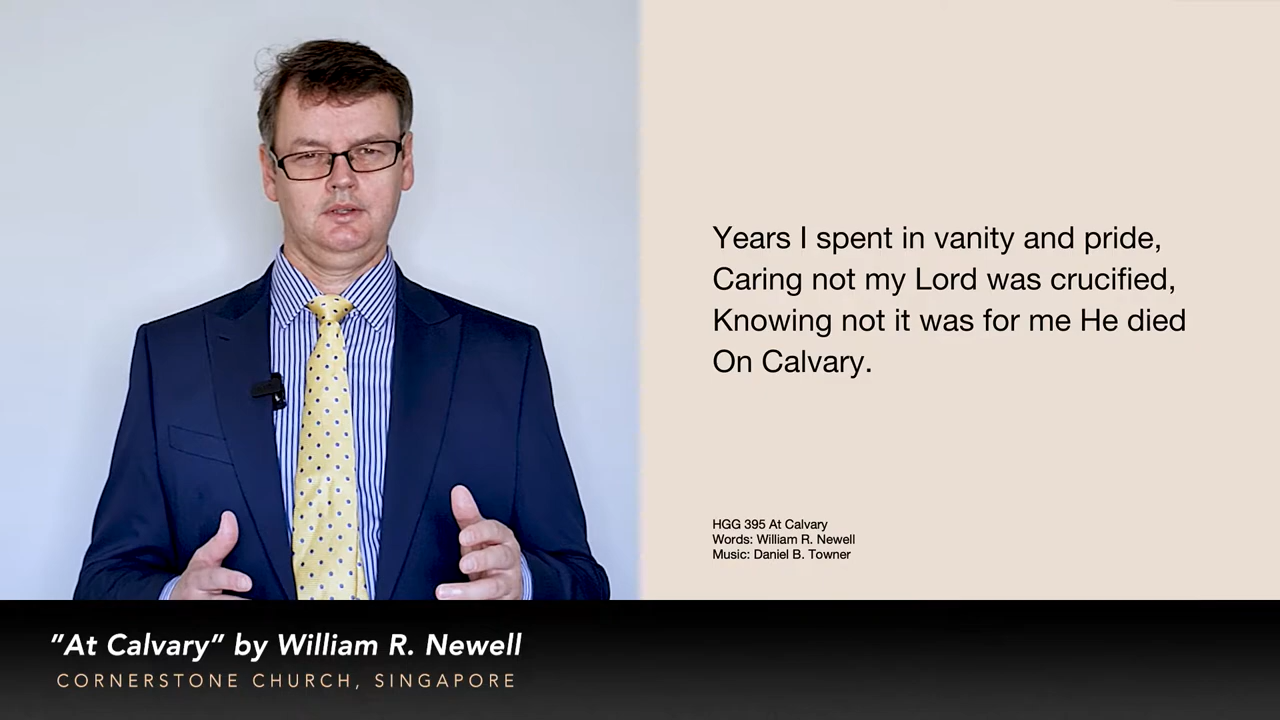 Years I spent in vanity and pride,
Caring not my Lord was crucified,
Knowing not it was for me He died
On Calvary.
HGG 395 At Calvary
Words: William R. Newell
Music: Daniel B. Towner
"At Calvary" by William R. Newell
CORNERSTONE CHURCH, SINGAPORE